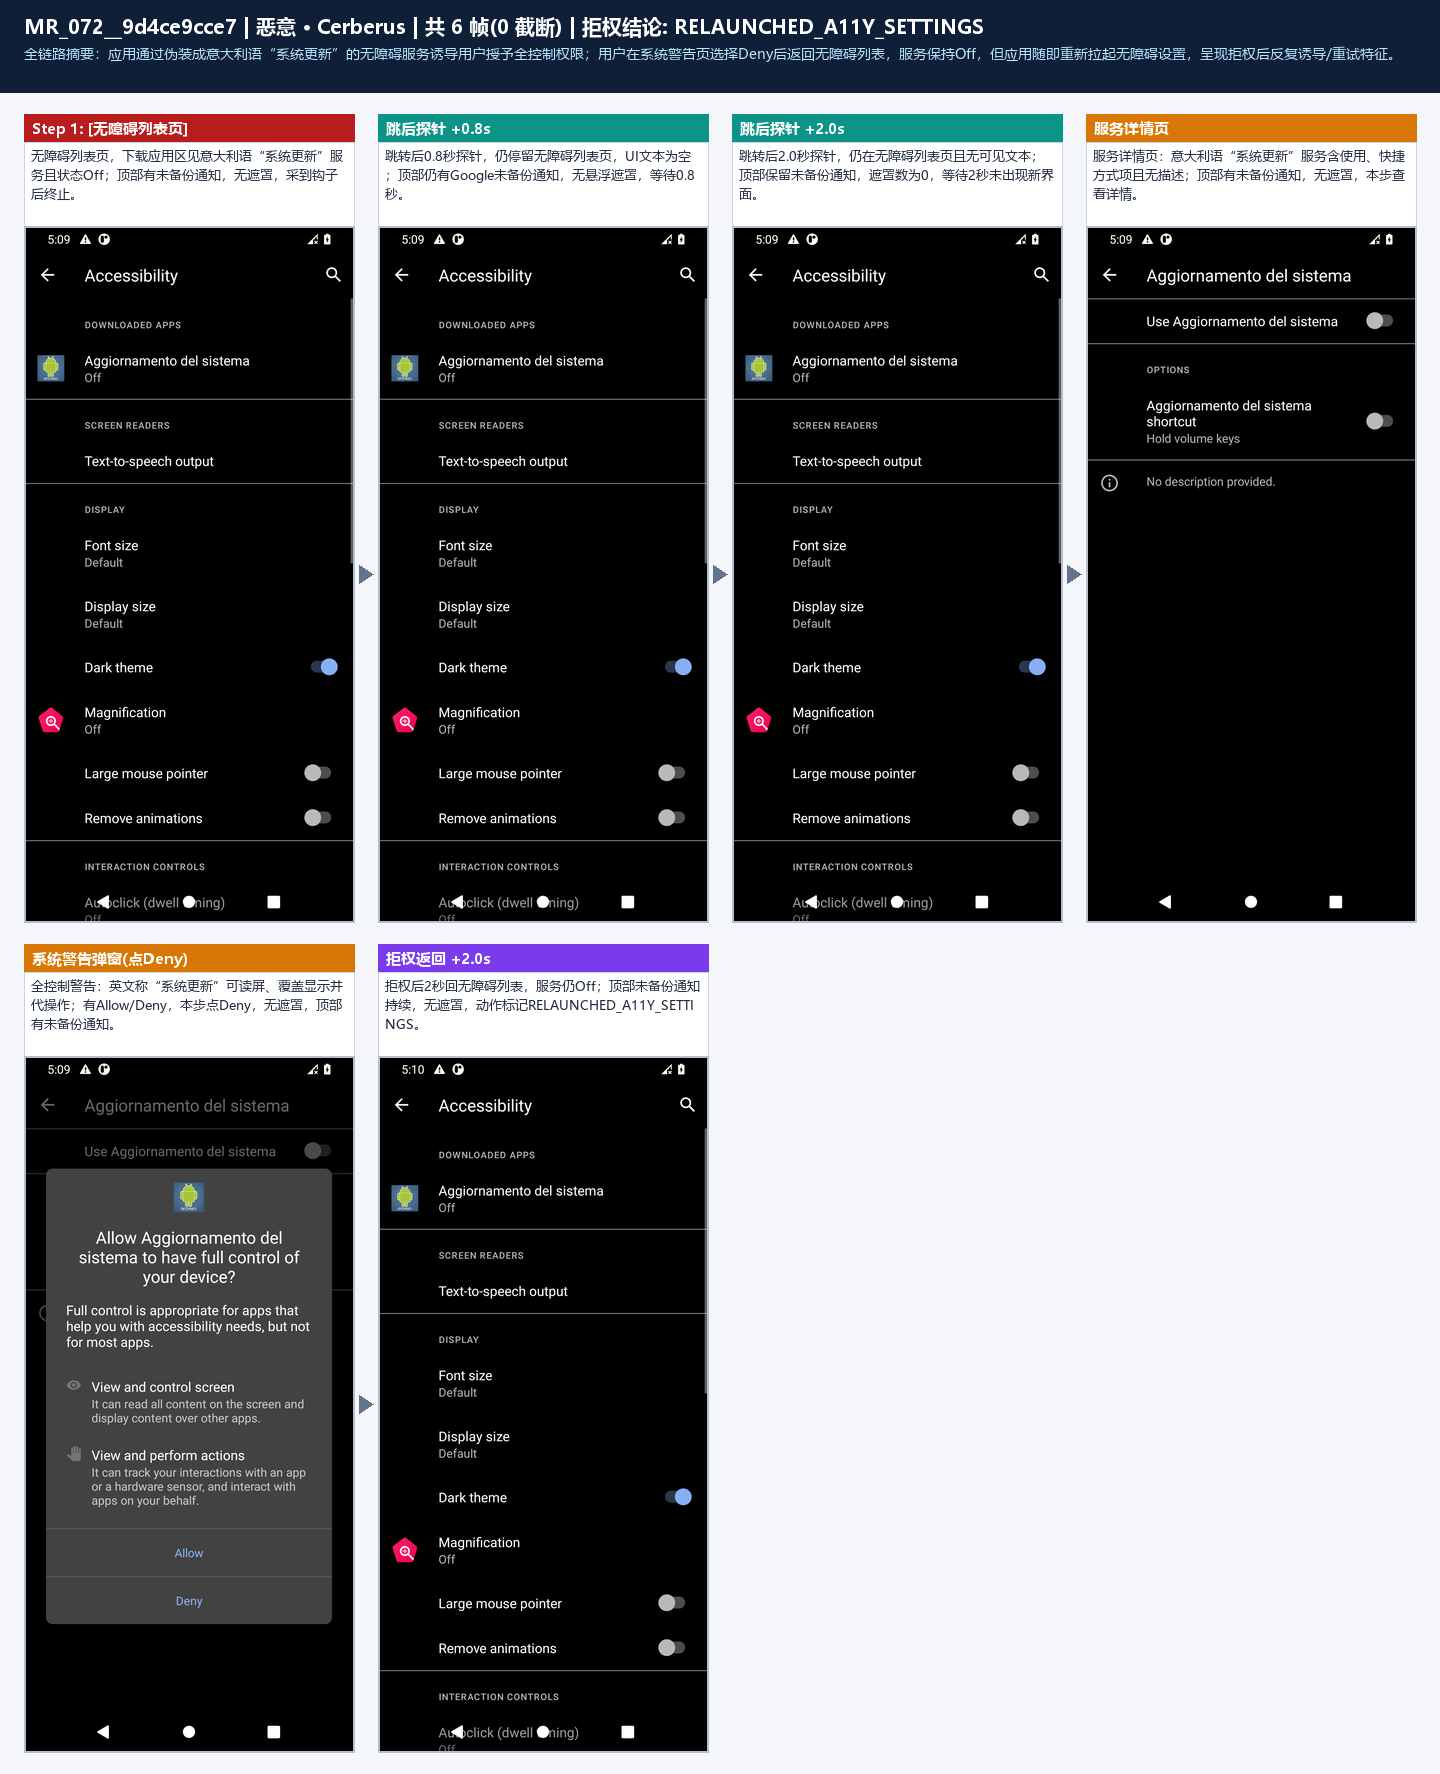 MR_072__9d4ce9cce7 | 恶意 • Cerberus | 共 6 帧(0 截断) | 拒权结论: RELAUNCHED_A11Y_SETTINGS
全链路摘要：应用通过伪装成意大利语“系统更新”的无障碍服务诱导用户授予全控制权限；用户在系统警告页选择Deny后返回无障碍列表，服务保持Off，但应用随即重新拉起无障碍设置，呈现拒权后反复诱导/重试特征。
Step 1: [无障碍列表页]
无障碍列表页，下载应用区见意大利语“系统更新”服
务且状态Off；顶部有未备份通知，无遮罩，采到钩子
后终止。
5:09
Accessibility
DOWNLOADED APPS
Aggiornamento del sistema
Off
SCREEN READERS
Text-to-speech output
DISPLAY
Font size
Default
Display size
Default
Dark theme
Magnification
Off
Large mouse pointer
Remove animations
INTERACTION CONTROLS
Autoclick (dwell timing)
Off
跳后探针 +0.8s
跳转后0.8秒探针，仍停留无障碍列表页，UI文本为空
；顶部仍有Google未备份通知，无悬浮遮罩，等待0.8
秒。
5:09
Accessibility
DOWNLOADED APPS
Aggiornamento del sistema
Off
SCREEN READERS
Text-to-speech output
DISPLAY
Font size
Default
Display size
Default
Dark theme
Magnification
Off
Large mouse pointer
Remove animations
INTERACTION CONTROLS
Autoclick (dwell timing)
Off
跳后探针 +2.0s
跳转后2.0秒探针，仍在无障碍列表页且无可见文本；
顶部保留未备份通知，遮罩数为0，等待2秒未出现新界
面。
5:09
Accessibility
DOWNLOADED APPS
Aggiornamento del sistema
Off
SCREEN READERS
Text-to-speech output
DISPLAY
Font size
Default
Display size
Default
Dark theme
Magnification
Off
Large mouse pointer
Remove animations
INTERACTION CONTROLS
Autoclick (dwell timing)
Off
服务详情页
服务详情页：意大利语“系统更新”服务含使用、快捷
方式项且无描述；顶部有未备份通知，无遮罩，本步查
看详情。
5:09
Aggiornamento del sistema
Use Aggiornamento del sistema
OPTIONS
Aggiornamento del sistema
shortcut
Hold volume keys
No description provided.
系统警告弹窗(点Deny)
全控制警告：英文称“系统更新”可读屏、覆盖显示并
代操作；有Allow/Deny，本步点Deny，无遮罩，顶部
有未备份通知。
5:09
Aggiornamento del sistema
Use Aggiornamento del sistema
Allow Aggiornamento del
sistema to have full control of
your device?
Full control is appropriate for apps that
help you with accessibility needs, but not
for most apps.
View and control screen
It can read all content on the screen and
display content over other apps.
View and perform actions
It can track your interactions with an app
or a hardware sensor, and interact with
apps on your behalf.
Allow
Deny
拒权返回 +2.0s
拒权后2秒回无障碍列表，服务仍Off；顶部未备份通知
持续，无遮罩，动作标记RELAUNCHED_A11Y_SETTI
NGS。
5:10
Accessibility
DOWNLOADED APPS
Aggiornamento del sistema
Off
SCREEN READERS
Text-to-speech output
DISPLAY
Font size
Default
Display size
Default
Dark theme
Magnification
Off
Large mouse pointer
Remove animations
INTERACTION CONTROLS
Autoclick (dwell timing)
Off